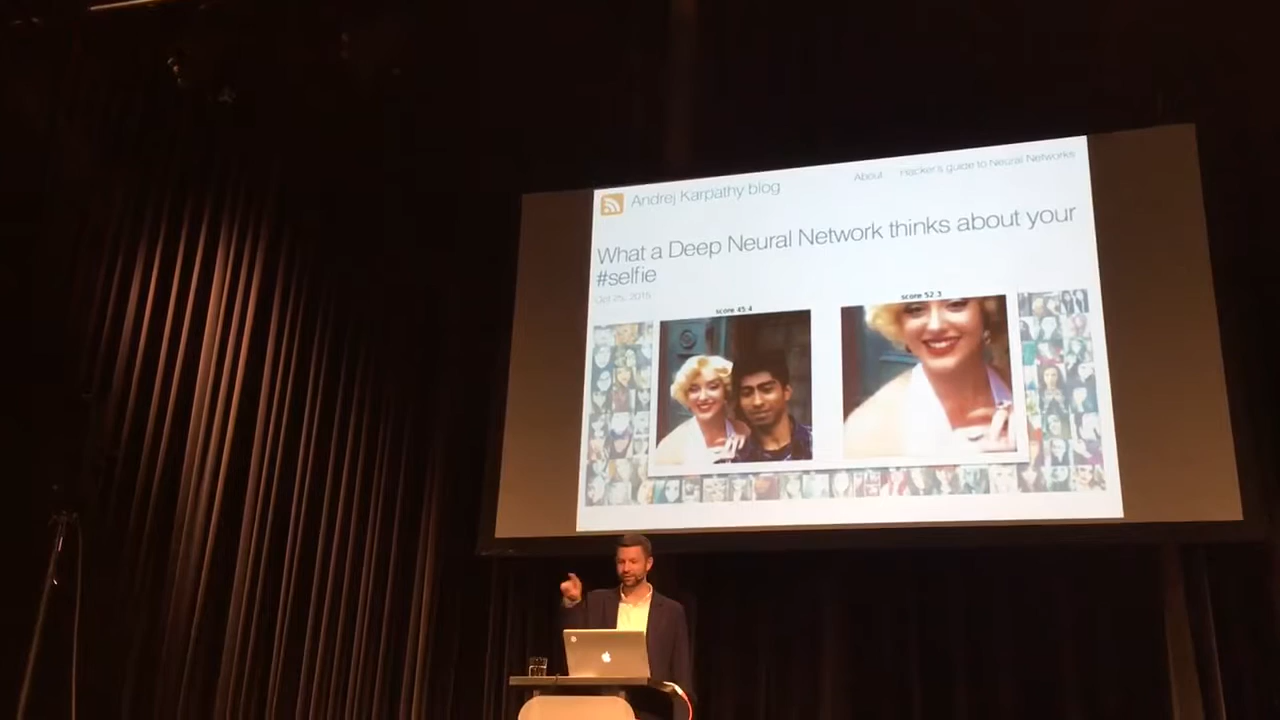 Andrej Karpathy blog
About Hacker's guide to Neural Networks
What a Deep Neural Network thinks about your
#selfie
Oct 25, 2015
score 45.4
score 52.3